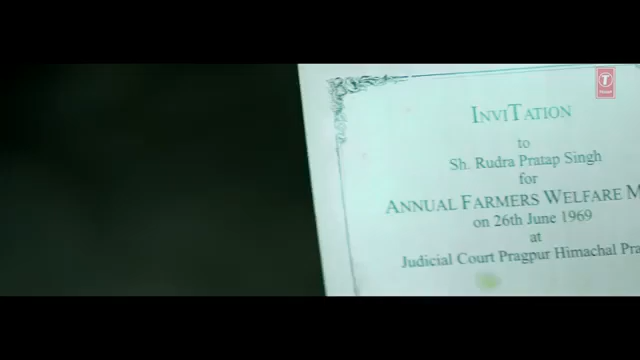 InviTation
to
Sh. Rudra Pratap Singh
for
Annual Farmers Welfare M
on 26th June 1969
at
Judicial Court Pragpur Himachal Pra